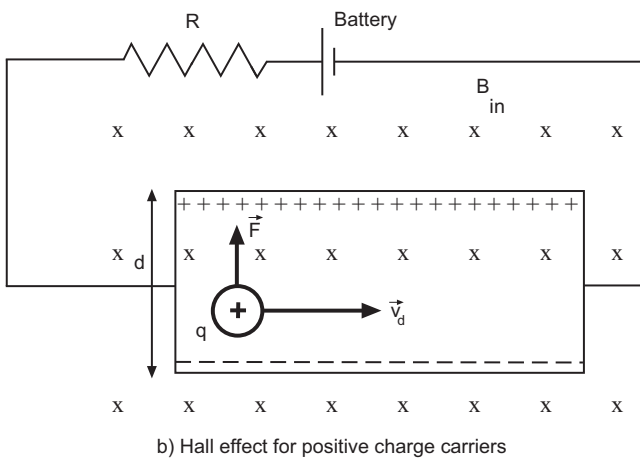 R
Battery
B
in
x x x x x x x x
+ + + + + + + + + + + + + + + + + + + +
F
x x x x x x x x
d
+
q
v
d
x x x x x x x x
b) Hall effect for positive charge carriers